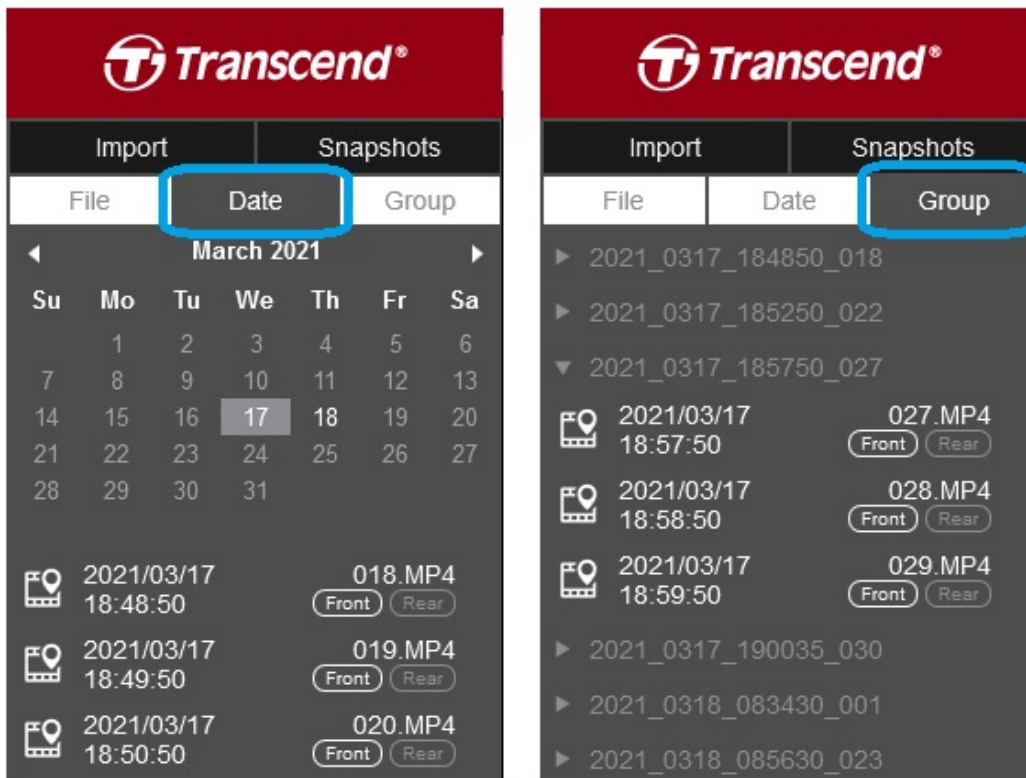 Transcend®
Import Snapshots
File Date Group
March 2021
Su Mo Tu We Th Fr Sa
1 2 3 4 5 6
7 8 9 10 11 12 13
14 15 16 17 18 19 20
21 22 23 24 25 26 27
28 29 30 31
2021/03/17 018.MP4
18:48:50 Front Rear
2021/03/17 019.MP4
18:49:50 Front Rear
2021/03/17 020.MP4
18:50:50 Front Rear
Transcend®
Import Snapshots
File Date Group
2021_0317_184850_018
2021_0317_185250_022
2021_0317_185750_027
2021/03/17 027.MP4
18:57:50 Front Rear
2021/03/17 028.MP4
18:58:50 Front Rear
2021/03/17 029.MP4
18:59:50 Front Rear
2021_0317_190035_030
2021_0318_083430_001
2021_0318_085630_023